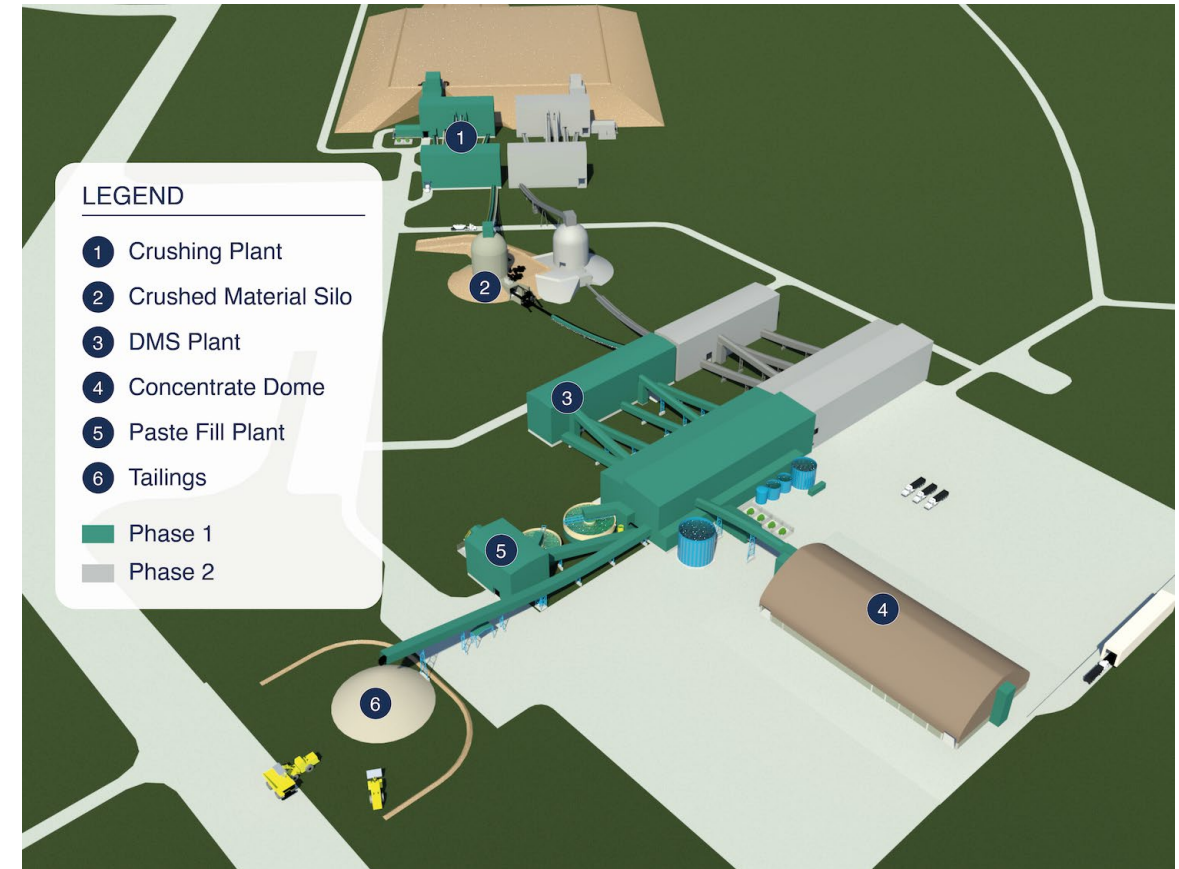 LEGEND
1 Crushing Plant
2 Crushed Material Silo
3 DMS Plant
4 Concentrate Dome
5 Paste Fill Plant
6 Tailings
Phase 1
Phase 2
1
2
3
4
5
6